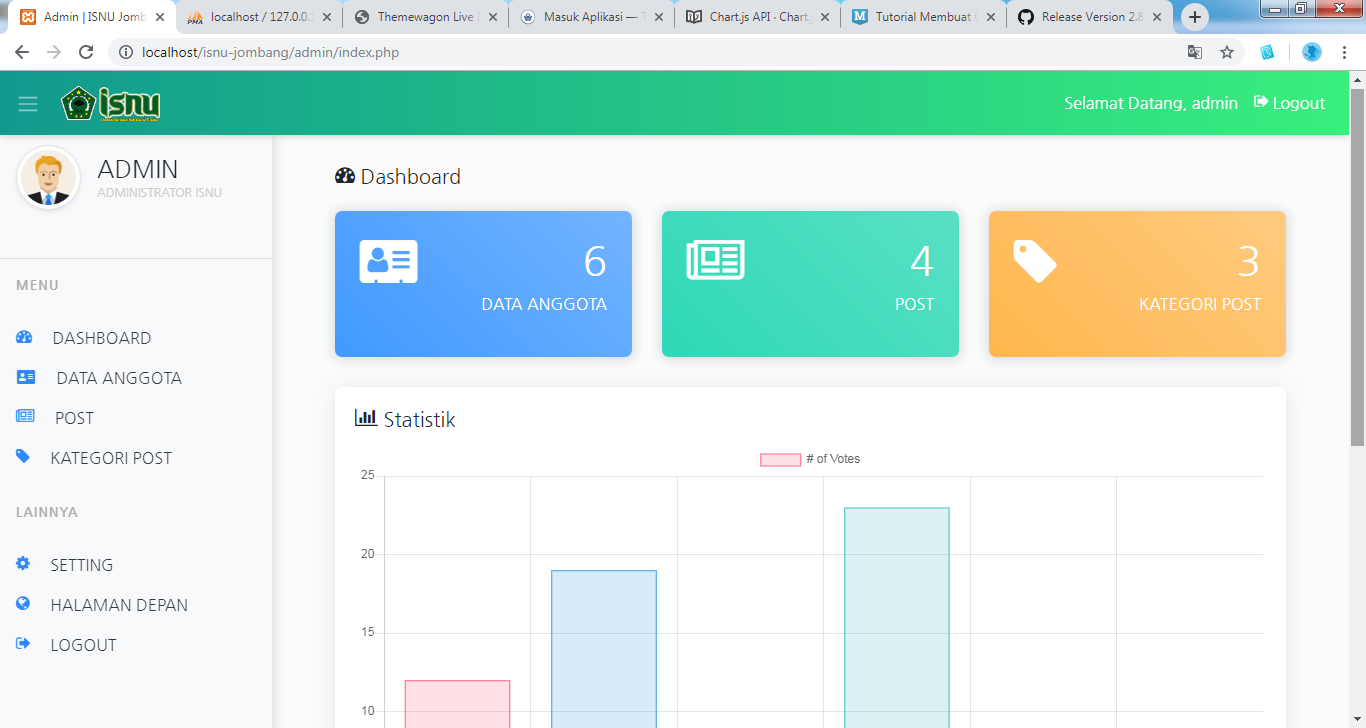 Admin | ISNU Jomb
localhost / 127.0.0.1
Themewagon Live D
Masuk Aplikasi — T
Chart.js API · Chart.
Tutorial Membuat
Release Version 2.8
localhost/isnu-jombang/admin/index.php
isnu
Selamat Datang, admin
Logout
ADMIN
ADMINISTRATOR ISNU
MENU
DASHBOARD
DATA ANGGOTA
POST
KATEGORI POST
LAINNYA
SETTING
HALAMAN DEPAN
LOGOUT
Dashboard
6
DATA ANGGOTA
4
POST
3
KATEGORI POST
Statistik
# of Votes
25
20
15
10